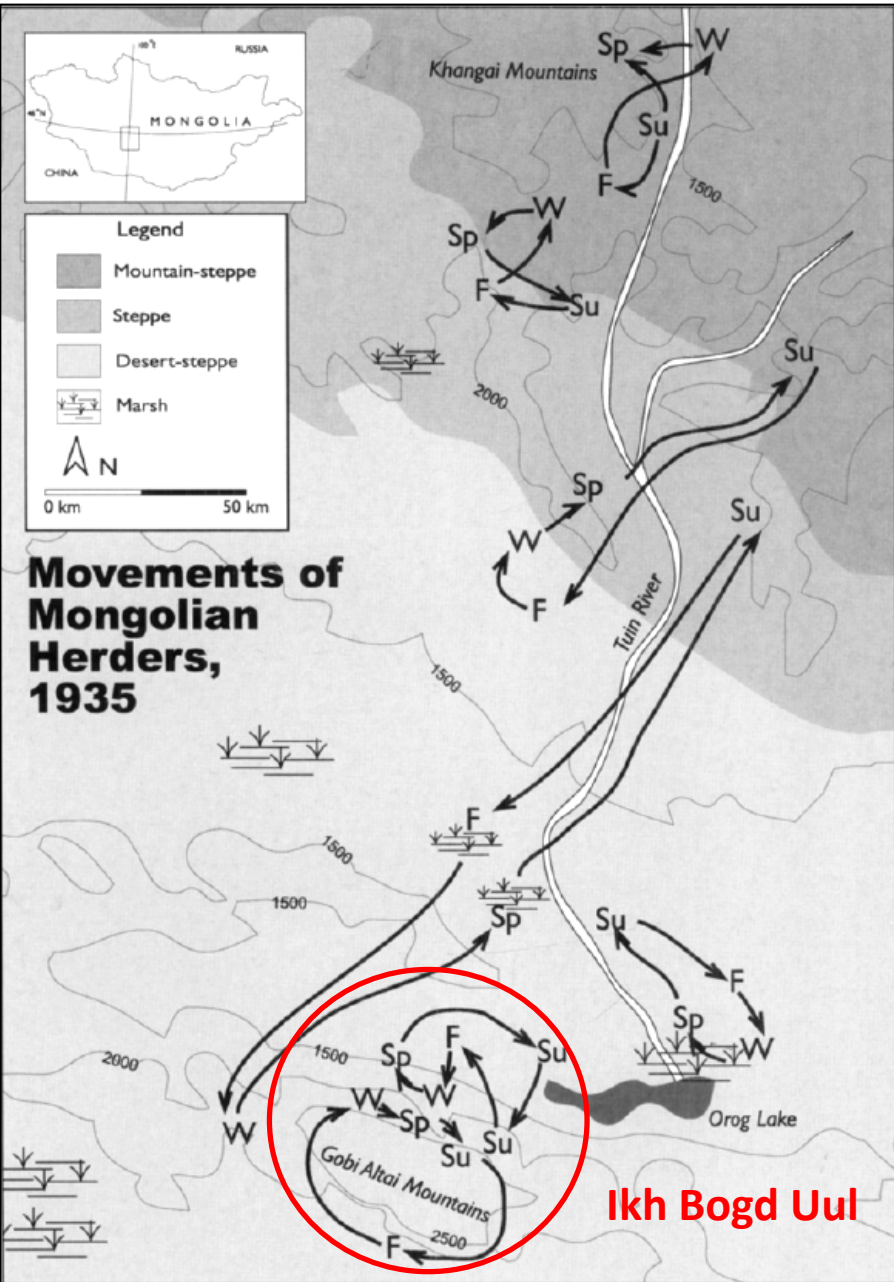 100°E
RUSSIA
48°N
MONGOLIA
CHINA
Legend
Mountain-steppe
Steppe
Desert-steppe
Marsh
N
0 km 50 km
Movements of
Mongolian
Herders,
1935
Khangai Mountains
Sp W
Su
F
1500
W
Sp
F Su
Su
2000
Sp
Su
W
F
Tuin River
1500
F
1500
1500
Sp
Su
F
Sp
W
Orog Lake
2000
1500
W
F
Sp Su
W W
Sp
Su Su
Gobi Altai Mountains
2500
F
Ikh Bogd Uul